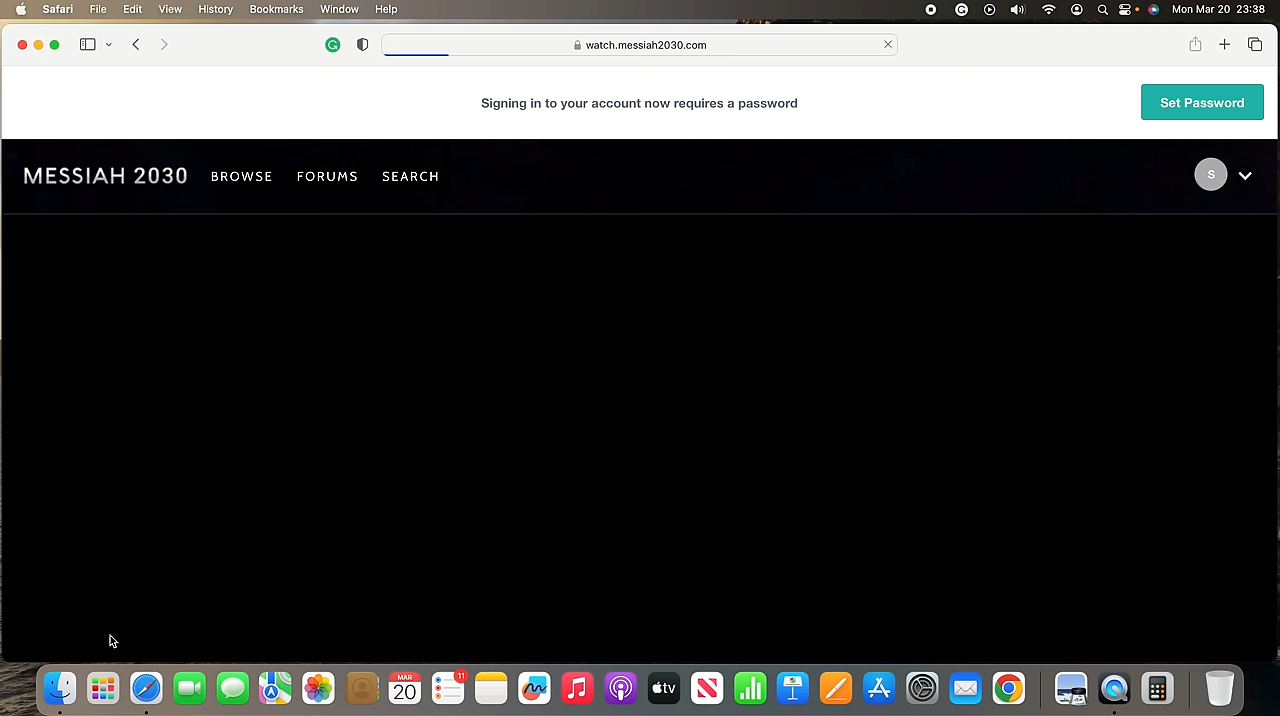 Safari File Edit View History Bookmarks Window Help Mon Mar 20 23:38
watch.messiah2030.com
Signing in to your account now requires a password
Set Password
MESSIAH 2030 BROWSE FORUMS SEARCH S
MAR
20
11
tv